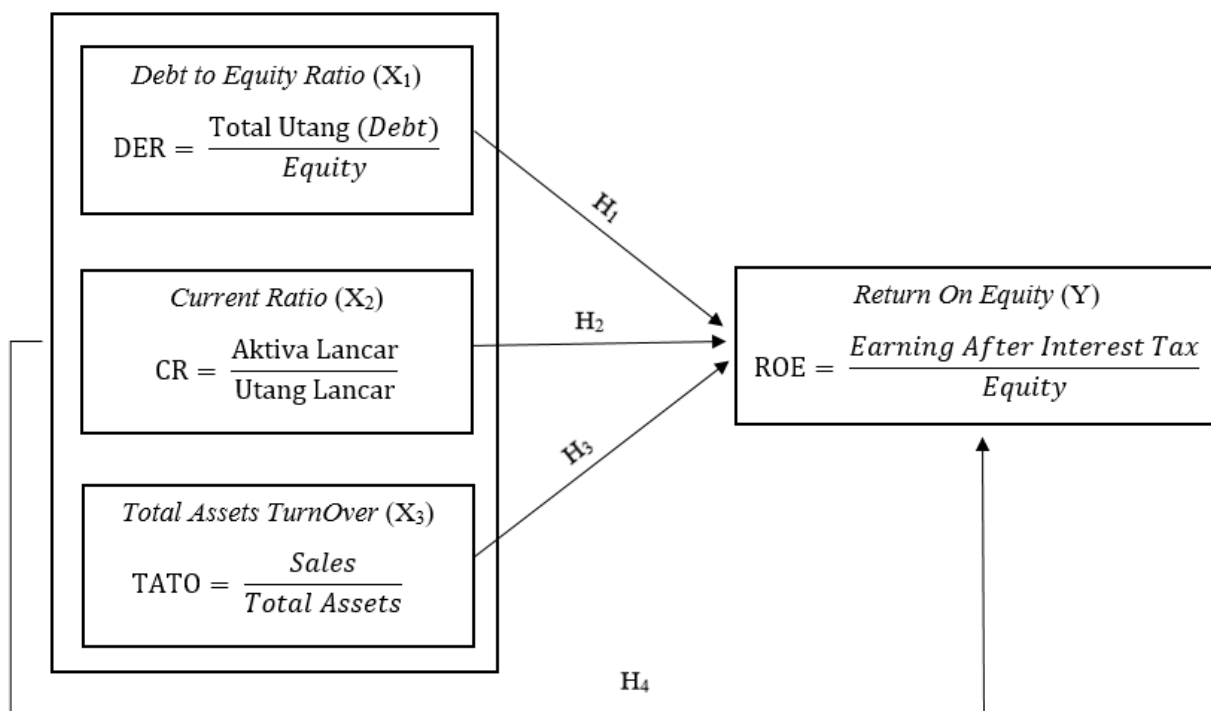 Debt to Equity Ratio (X₁)
DER = Total Utang (Debt) / Equity
H₁
Current Ratio (X₂)
CR = Aktiva Lancar / Utang Lancar
H₂
Return On Equity (Y)
ROE = Earning After Interest Tax / Equity
H₃
Total Assets TurnOver (X₃)
TATO = Sales / Total Assets
H₄